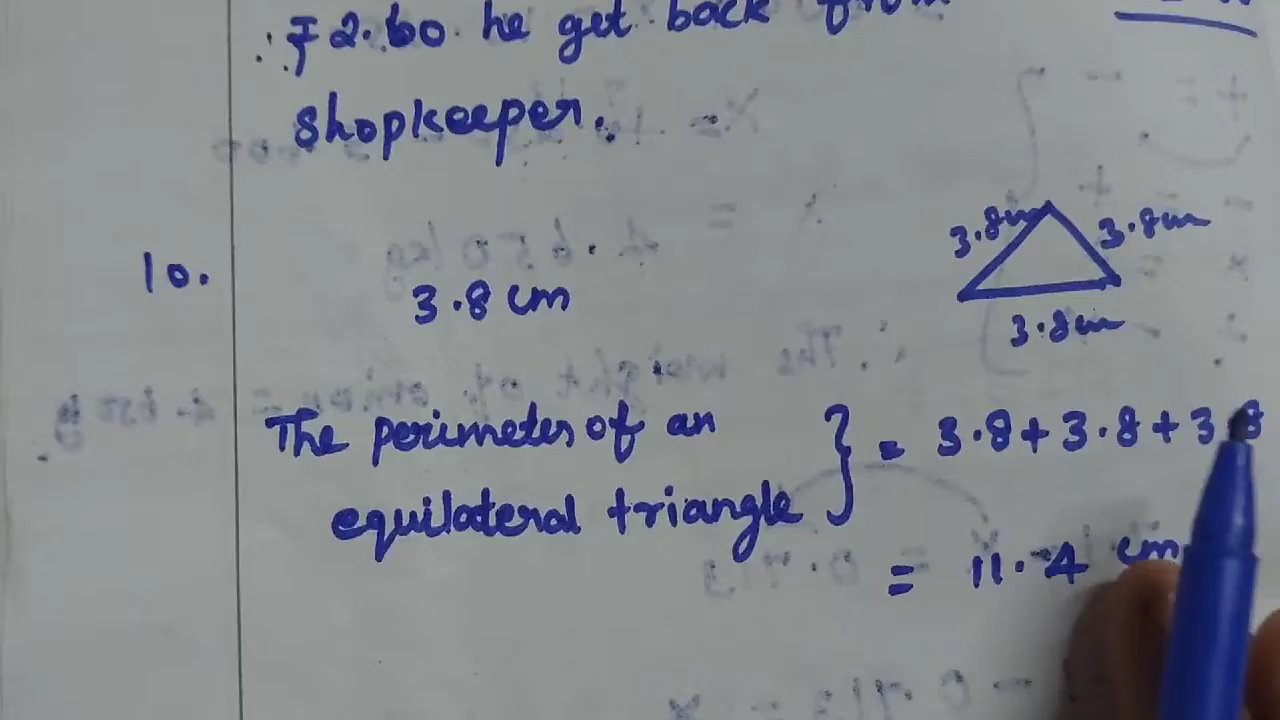 ∴ ₹ 2.60 he get back from
shopkeeper.
10.
3.8 cm
3.8cm
3.8cm
3.8cm
The perimeter of an
equilateral triangle } = 3.8 + 3.8 + 3.8
= 11.4 cm